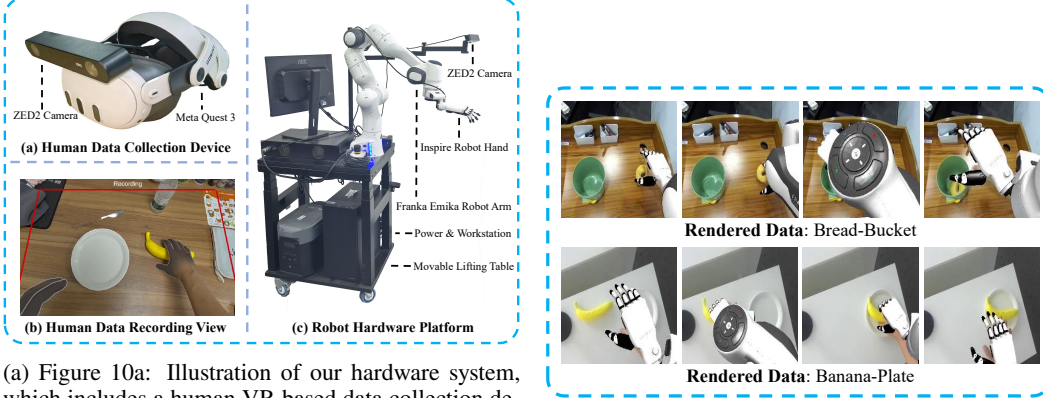 ZED2 Camera
Meta Quest 3
(a) Human Data Collection Device
Recording
(b) Human Data Recording View
ZED2 Camera
Inspire Robot Hand
Franka Emika Robot Arm
Power & Workstation
Movable Lifting Table
(c) Robot Hardware Platform
(a) Figure 10a: Illustration of our hardware system,
which includes a human VR-based data collection de-
Rendered Data: Bread-Bucket
Rendered Data: Banana-Plate